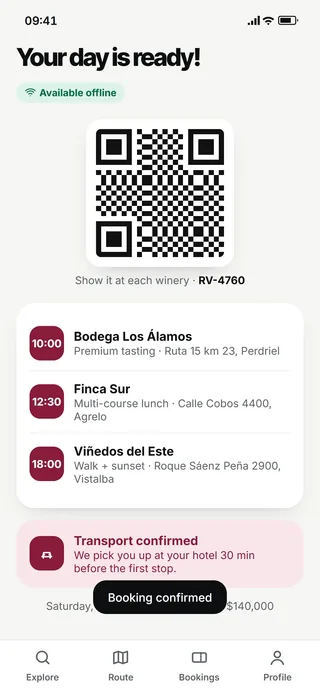 09:41
Your day is ready!
Available offline
Show it at each winery · RV-4760
10:00
Bodega Los Álamos
Premium tasting · Ruta 15 km 23, Perdriel
12:30
Finca Sur
Multi-course lunch · Calle Cobos 4400,
Agrelo
18:00
Viñedos del Este
Walk + sunset · Roque Sáenz Peña 2900,
Vistalba
Transport confirmed
We pick you up at your hotel 30 min
before the first stop.
Booking confirmed
Saturday, $140,000
Explore Route Bookings Profile